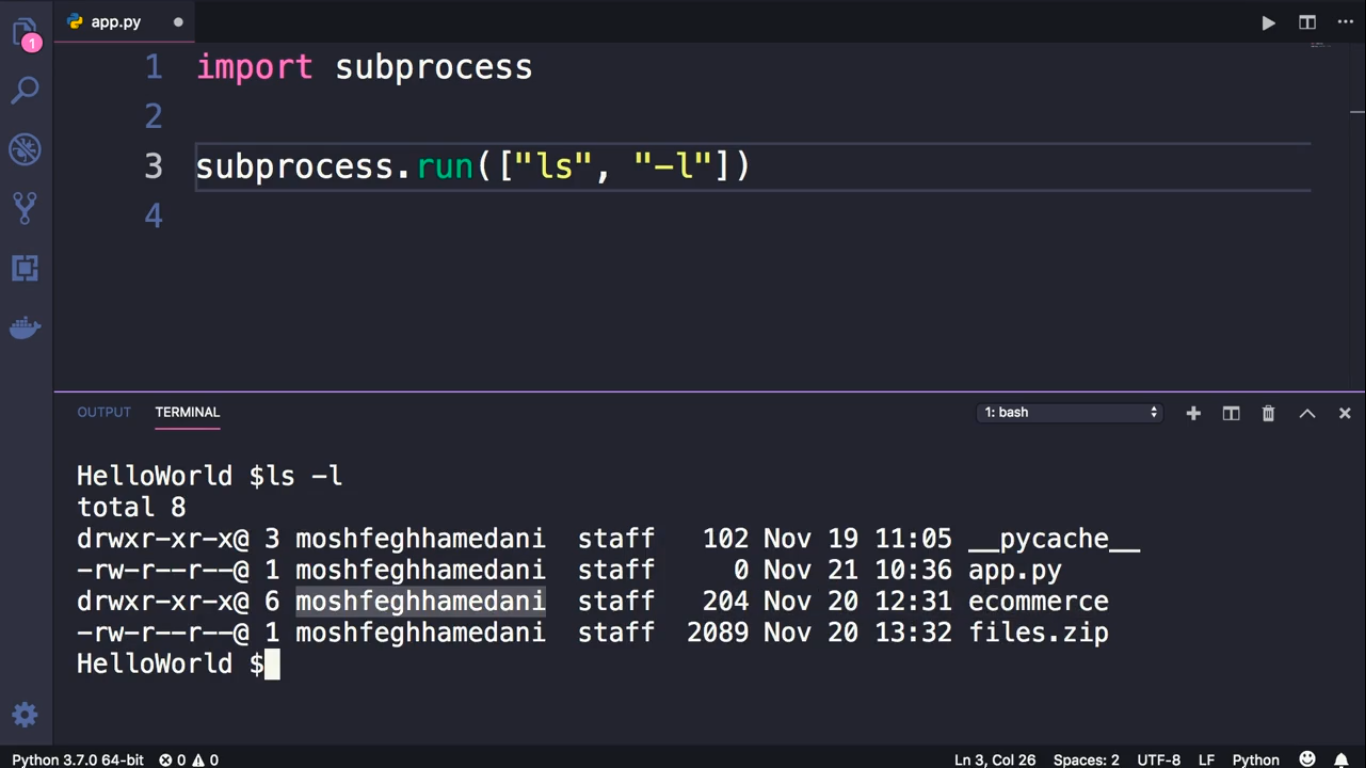 app.py
1
1 import subprocess
2
3 subprocess.run(["ls", "-l"])
4
OUTPUT TERMINAL 1: bash
HelloWorld $ls -l
total 8
drwxr-xr-x@ 3 moshfeghhamedani  staff   102 Nov 19 11:05 __pycache__
-rw-r--r--@ 1 moshfeghhamedani  staff     0 Nov 21 10:36 app.py
drwxr-xr-x@ 6 moshfeghhamedani  staff   204 Nov 20 12:31 ecommerce
-rw-r--r--@ 1 moshfeghhamedani  staff  2089 Nov 20 13:32 files.zip
HelloWorld $
Python 3.7.0 64-bit 0 0 Ln 3, Col 26 Spaces: 2 UTF-8 LF Python